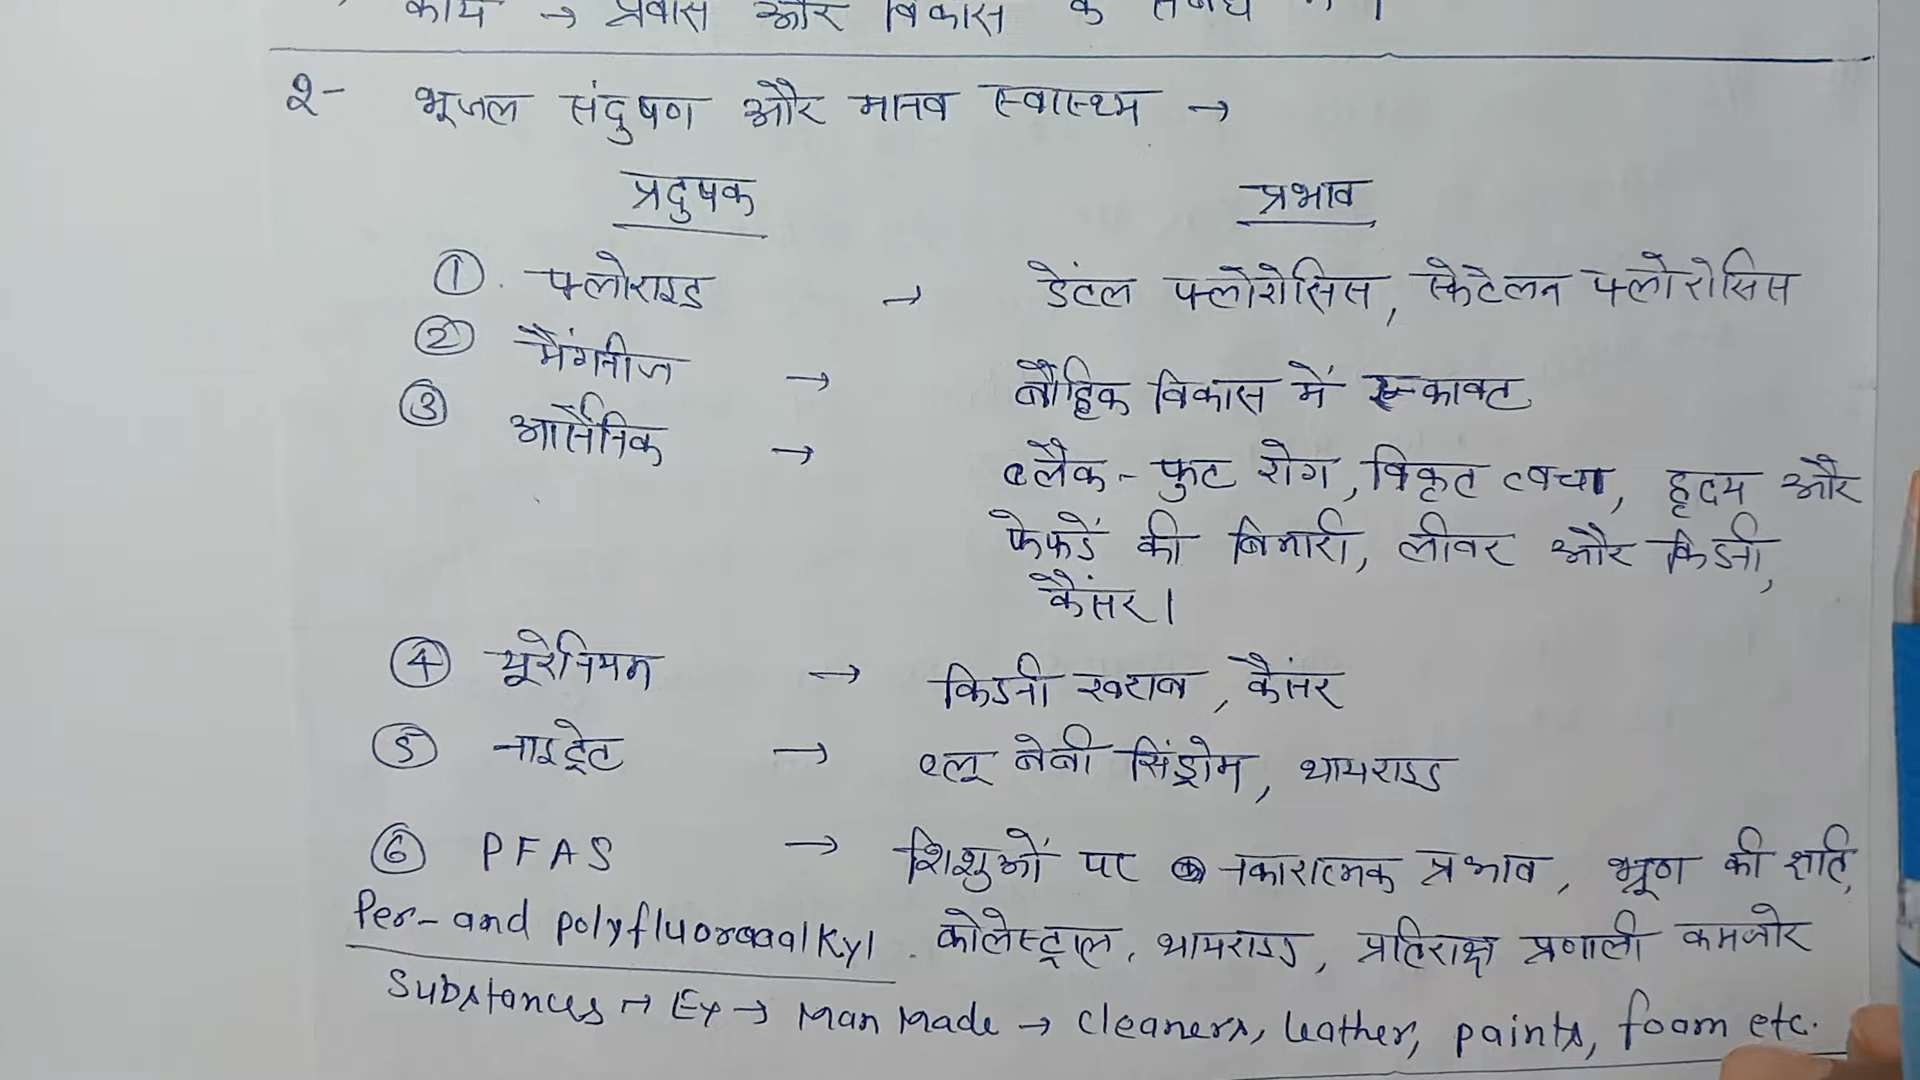 कार्य → प्रवास और विकास के संबंध में ।
2- भूजल संदुषण और मानव स्वास्थ्य →
प्रदुषक प्रभाव
① फ्लोराइड → डेंटल फ्लोरोसिस, स्केटेलन फ्लोरोसिस
② मैंगनीज → बौद्धिक विकास में रुकावट
③ आर्सेनिक → ब्लैक-फुट रोग, विकृत त्वचा, हृदय और
फेफडें की बिमारी, लीवर और किडनी,
कैंसर।
④ यूरेनियम → किडनी खराब, कैंसर
⑤ नाइट्रेट → ब्लू बेबी सिंड्रोम, थायराइड
⑥ PFAS → शिशुओं पर नकारात्मक प्रभाव, भ्रूण की क्षति,
Per- and polyfluoroaalkyl . कोलेस्ट्राल, थायराइड, प्रतिराक्ष प्रणाली कमजोर
Substances → Ex → Man Made → cleaners, leather, paints, foam etc.